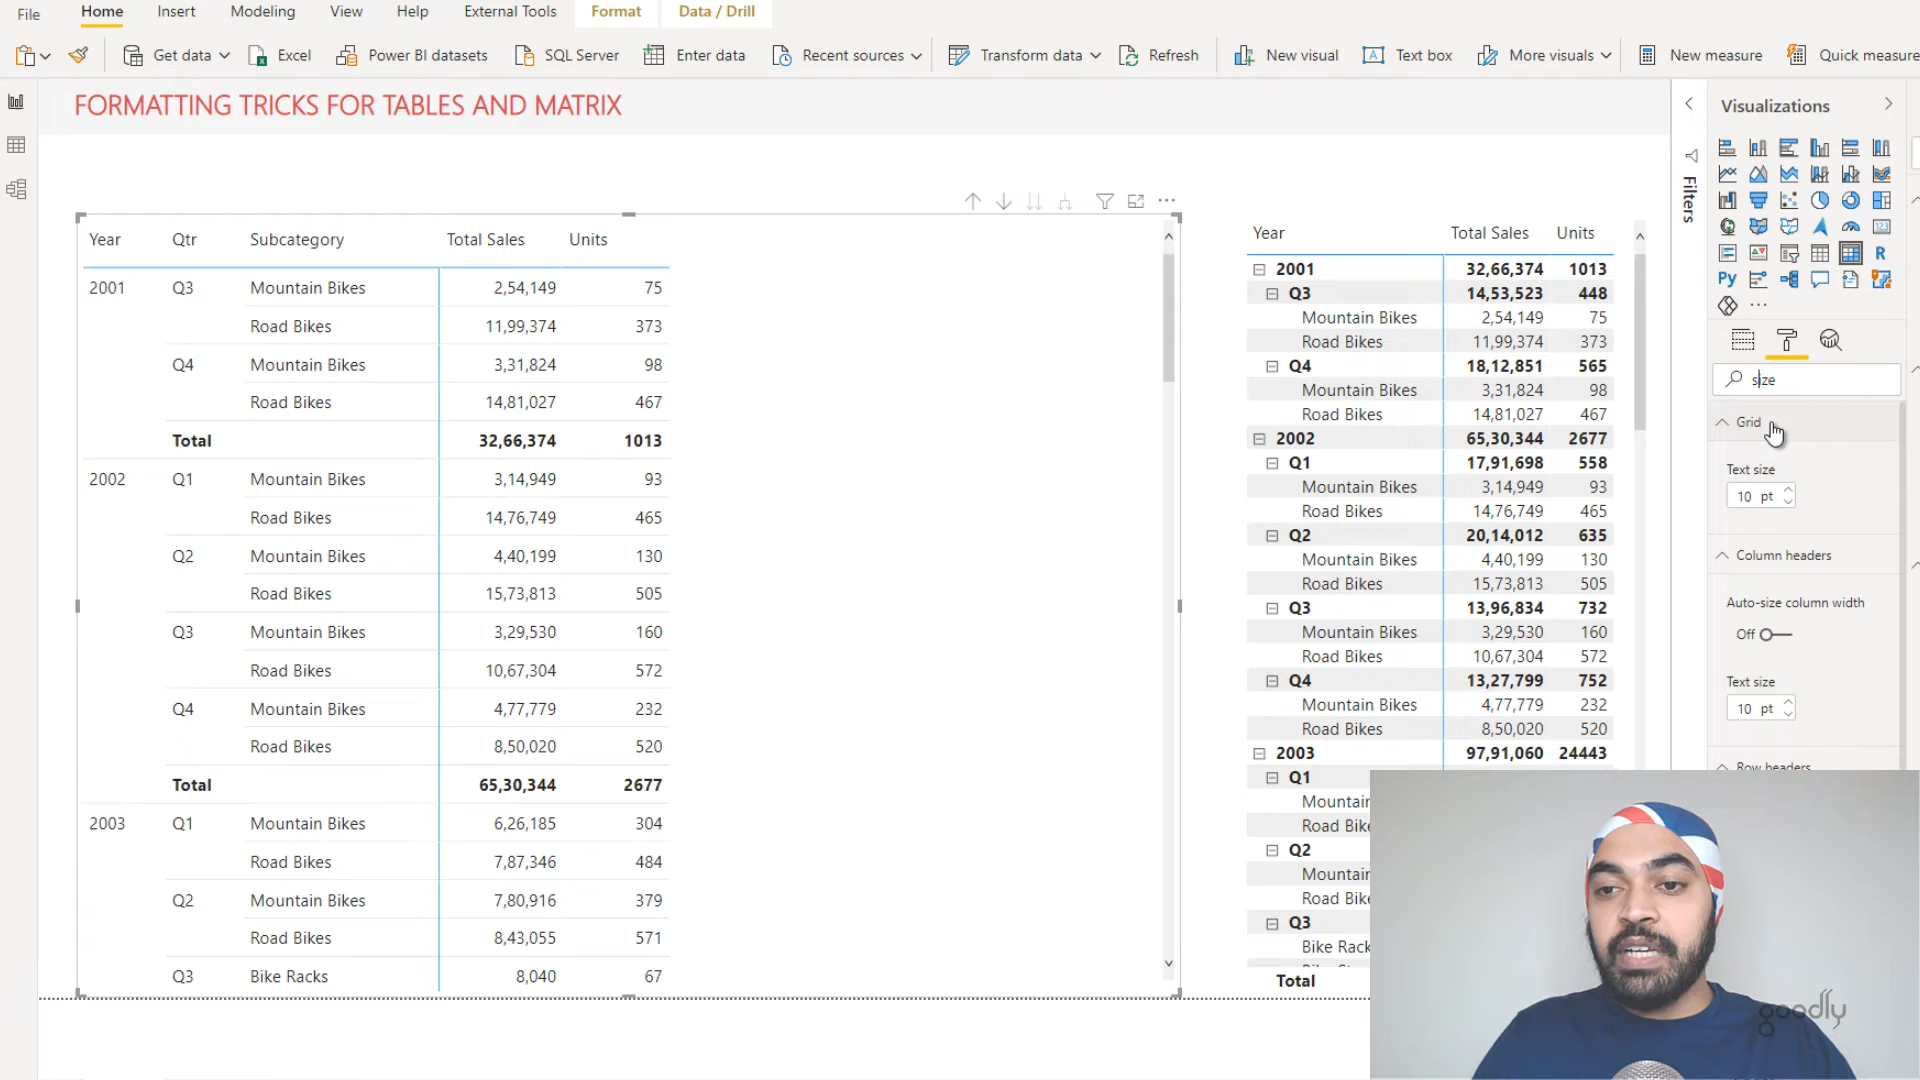 File Home Insert Modeling View Help External Tools Format Data / Drill
Get data Excel Power BI datasets SQL Server Enter data Recent sources Transform data Refresh New visual Text box More visuals New measure Quick measure
FORMATTING TRICKS FOR TABLES AND MATRIX
Year Qtr Subcategory Total Sales Units
2001 Q3 Mountain Bikes 2,54,149 75
Road Bikes 11,99,374 373
Q4 Mountain Bikes 3,31,824 98
Road Bikes 14,81,027 467
Total 32,66,374 1013
2002 Q1 Mountain Bikes 3,14,949 93
Road Bikes 14,76,749 465
Q2 Mountain Bikes 4,40,199 130
Road Bikes 15,73,813 505
Q3 Mountain Bikes 3,29,530 160
Road Bikes 10,67,304 572
Q4 Mountain Bikes 4,77,779 232
Road Bikes 8,50,020 520
Total 65,30,344 2677
2003 Q1 Mountain Bikes 6,26,185 304
Road Bikes 7,87,346 484
Q2 Mountain Bikes 7,80,916 379
Road Bikes 8,43,055 571
Q3 Bike Racks 8,040 67
Year Total Sales Units
2001 32,66,374 1013
Q3 14,53,523 448
Mountain Bikes 2,54,149 75
Road Bikes 11,99,374 373
Q4 18,12,851 565
Mountain Bikes 3,31,824 98
Road Bikes 14,81,027 467
2002 65,30,344 2677
Q1 17,91,698 558
Mountain Bikes 3,14,949 93
Road Bikes 14,76,749 465
Q2 20,14,012 635
Mountain Bikes 4,40,199 130
Road Bikes 15,73,813 505
Q3 13,96,834 732
Mountain Bikes 3,29,530 160
Road Bikes 10,67,304 572
Q4 13,27,799 752
Mountain Bikes 4,77,779 232
Road Bikes 8,50,020 520
2003 97,91,060 24443
Q1
Mountain
Road Bike
Q2
Mountain
Road Bike
Q3
Bike Rack
Total
Filters
Visualizations
R
Py
size
Grid
Text size
10 pt
Column headers
Auto-size column width
Off
Text size
10 pt
Row headers
goodly